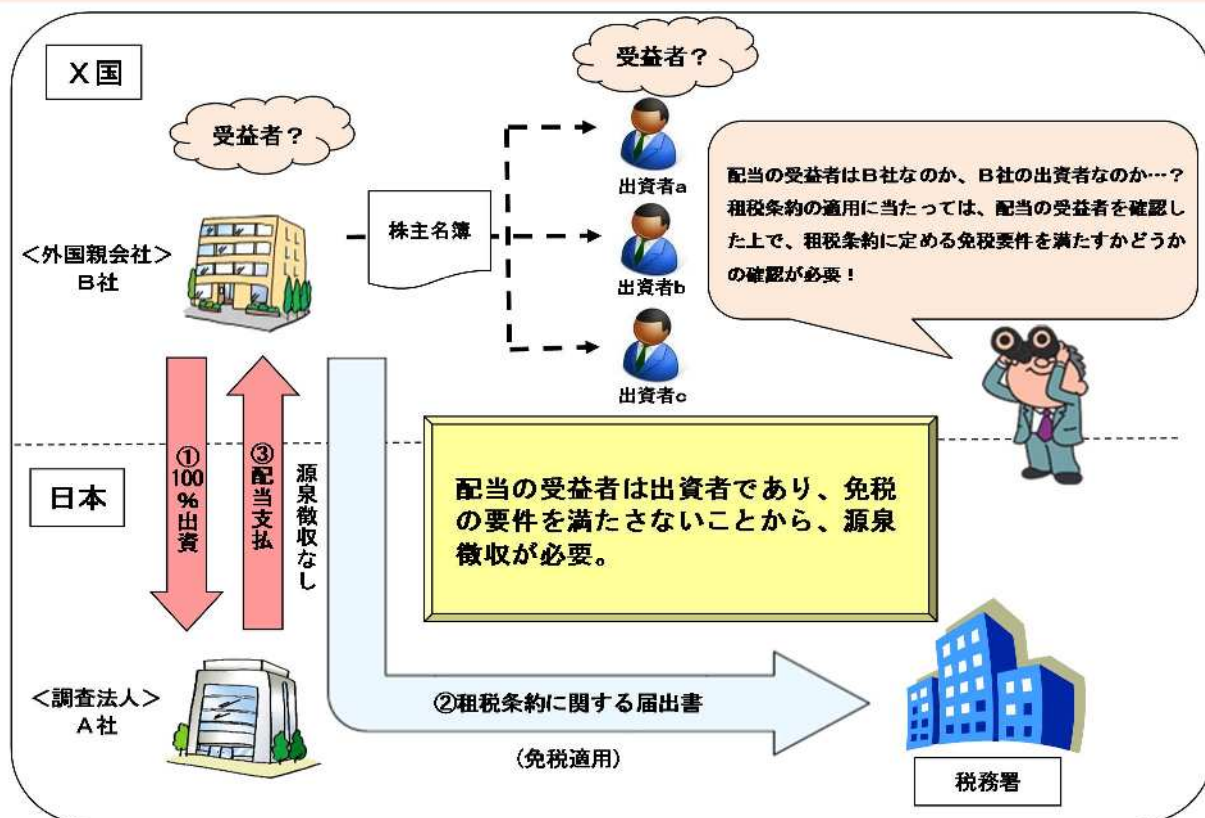 X国
受益者？
受益者？
＜外国親会社＞
B社
株主名簿
出資者a
出資者b
出資者c
配当の受益者はB社なのか、B社の出資者なのか…？
租税条約の適用に当たっては、配当の受益者を確認し
た上で、租税条約に定める免税要件を満たすかどうか
の確認が必要！
①100％出資
③配当支払
源泉徴収なし
日本
配当の受益者は出資者であり、免税
の要件を満たさないことから、源泉
徴収が必要。
＜調査法人＞
A社
②租税条約に関する届出書
(免税適用)
税務署